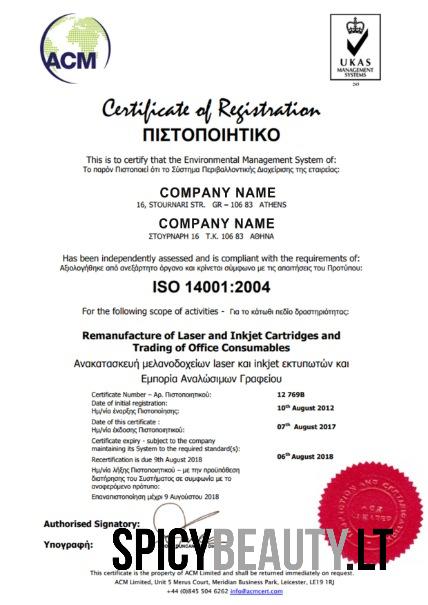 ACM
UKAS
MANAGEMENT
SYSTEMS
Certificate of Registration
ΠΙΣΤΟΠΟΙΗΤΙΚΟ
This is to certify that the Environmental Management System of:
Το παρόν Πιστοποιεί ότι το Σύστημα Περιβαλλοντικής Διαχείρισης της εταιρείας:
COMPANY NAME
16, STOURNARI STR. GR – 106 83 ATHENS
COMPANY NAME
ΣΤΟΥΡΝΑΡΗ 16 Τ.Κ. 106 83 ΑΘΗΝΑ
Has been independently assessed and is compliant with the requirements of:
Αξιολογήθηκε από ανεξάρτητο όργανο και κρίνεται σύμφωνο με τις απαιτήσεις του Προτύπου:
ISO 14001:2004
For the following scope of activities - Για το κάτωθι πεδίο δραστηριότητας:
Remanufacture of Laser and Inkjet Cartridges and
Trading of Office Consumables
Ανακατασκευή μελανοδοχείων laser και inkjet εκτυπωτών και
Εμπορία Αναλώσιμων Γραφείου
Certificate Number – Αρ. Πιστοποιητικού: 12 769B
Date of initial registration:
Ημ/νία έναρξης Πιστοποίησης: 10th August 2012
Date of this certificate :
Ημ/νία έκδοσης Πιστοποιητικού: 07th August 2017
Certificate expiry - subject to the company
maintaining its System to the required standard(s): 06th August 2018
Recertification is due 9th August 2018
Ημ/νία λήξης Πιστοποιητικού – με την προϋπόθεση
διατήρησης του Συστήματος σε συμφωνία με το
αναφερόμενο πρότυπο:
Επαναπιστοποίηση μέχρι 9 Αυγούστου 2018
Authorised Signatory:
Υπογραφή:
SPICYBEAUTY.LT
This certificate is the property of ACM Limited and shall be returned immediately on request.
ACM Limited, Unit 5 Merus Court, Meridian Business Park, Leicester, LE19 1RJ
+44 (0)845 504 6262 info@acmcert.com